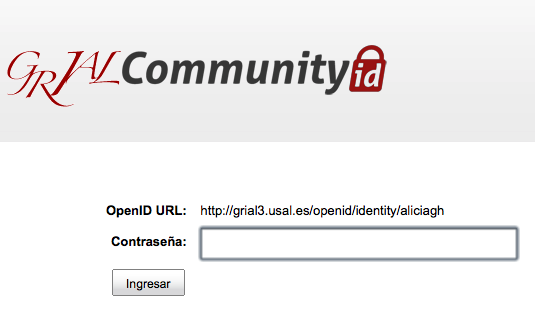 GRIAL Community id
OpenID URL: http://grial3.usal.es/openid/identity/aliciagh
Contraseña:
Ingresar